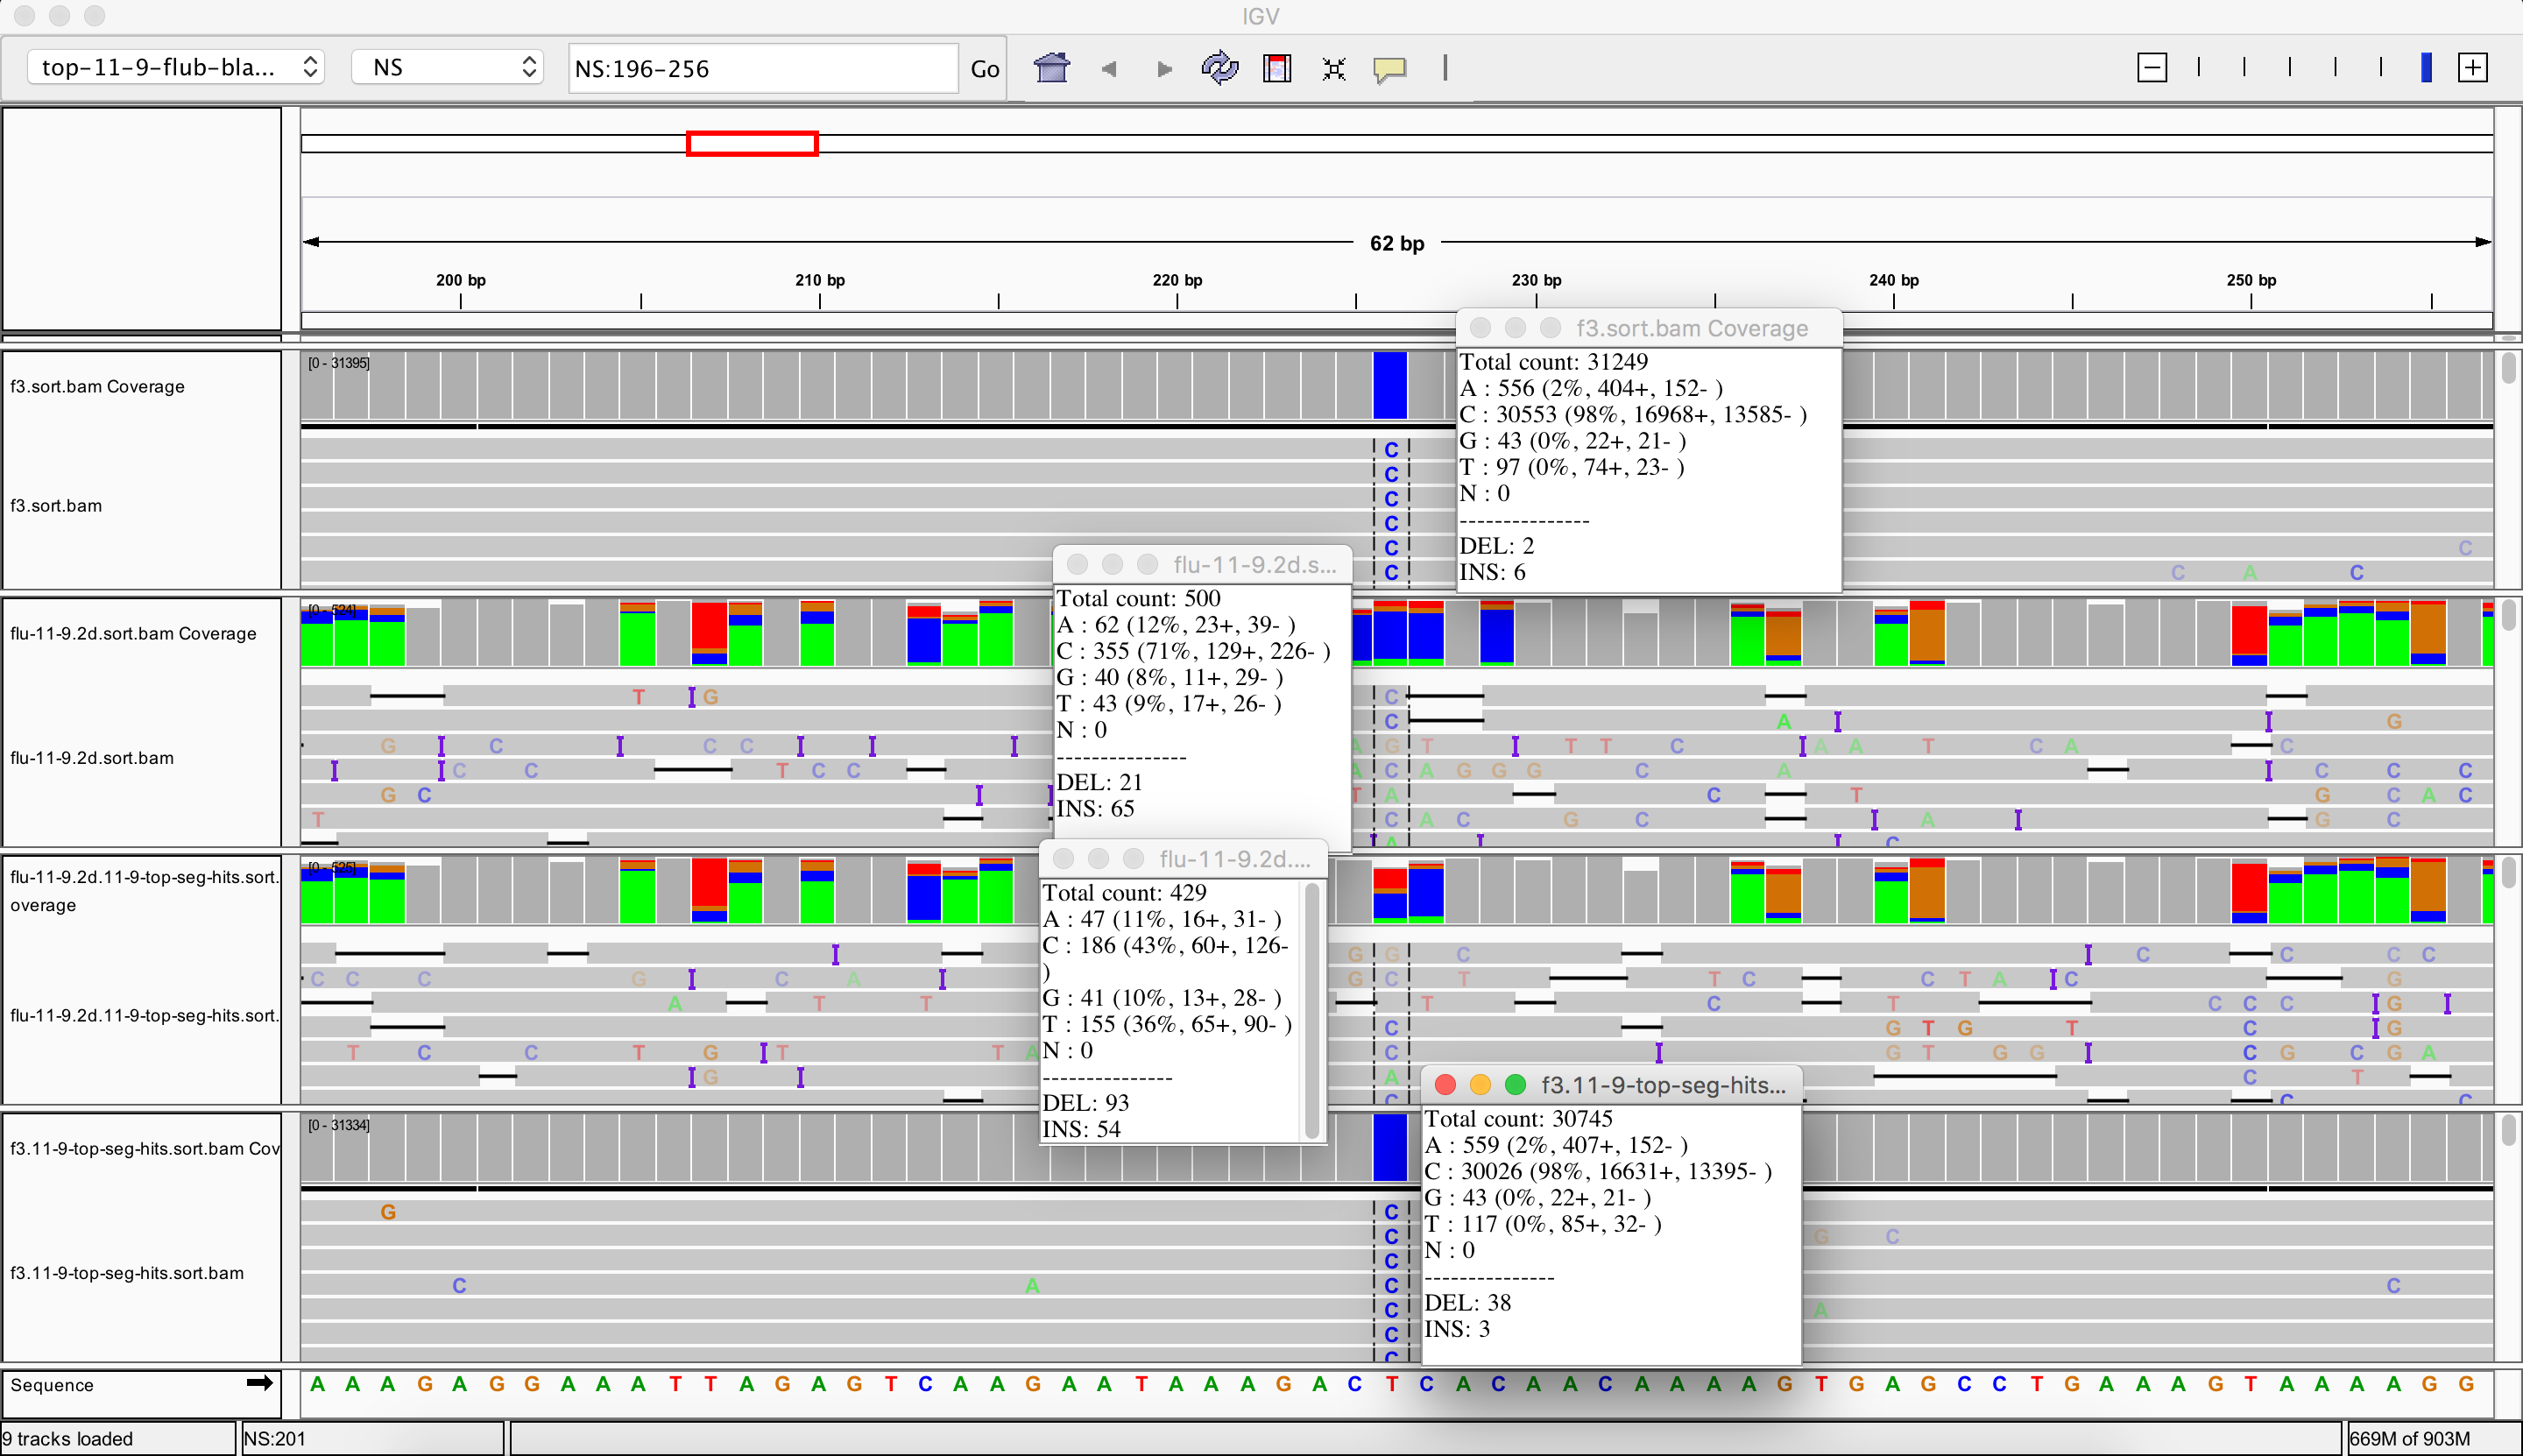 IGV
top-11-9-flub-bla...
NS
NS:196-256
Go
62 bp
200 bp
210 bp
220 bp
230 bp
240 bp
250 bp
f3.sort.bam Coverage
Total count: 31249
A : 556 (2%, 404+, 152- )
C : 30553 (98%, 16968+, 13585- )
G : 43 (0%, 22+, 21- )
T : 97 (0%, 74+, 23- )
N : 0
---------------
DEL: 2
INS: 6
[0 - 31395]
f3.sort.bam Coverage
f3.sort.bam
C
C
C
C
C
C
C
C A C
flu-11-9.2d.s...
Total count: 500
A : 62 (12%, 23+, 39- )
C : 355 (71%, 129+, 226- )
G : 40 (8%, 11+, 29- )
T : 43 (9%, 17+, 26- )
N : 0
---------------
DEL: 21
INS: 65
[0 - 524]
flu-11-9.2d.sort.bam Coverage
flu-11-9.2d.sort.bam
T G C
C A G
G C C C A G T T T C A A T C A C
C C T C C A C A G G G C A C C C
G C T A C T G C A C
T C A C G C A G C
A C
flu-11-9.2d....
Total count: 429
A : 47 (11%, 16+, 31- )
C : 186 (43%, 60+, 126-
)
G : 41 (10%, 13+, 28- )
T : 155 (36%, 65+, 90- )
N : 0
---------------
DEL: 93
INS: 54
[0 - 525]
flu-11-9.2d.11-9-top-seg-hits.sort.
overage
flu-11-9.2d.11-9-top-seg-hits.sort.
G G C C C C C
C C C G C A G C T T C C T A C G
A T T T C T C C C G
C G T G T C G
T C C T G T T A C G T G G C G C G A
G A C T
C C C
f3.11-9-top-seg-hits...
Total count: 30745
A : 559 (2%, 407+, 152- )
C : 30026 (98%, 16631+, 13395- )
G : 43 (0%, 22+, 21- )
T : 117 (0%, 85+, 32- )
N : 0
---------------
DEL: 38
INS: 3
[0 - 31334]
f3.11-9-top-seg-hits.sort.bam Cov
f3.11-9-top-seg-hits.sort.bam
G C
C G C
C
C A C C
C A
C
C
Sequence
A A A G A G G A A A T T A G A G T C A A G A A T A A A G A C T C A C A A C A A A A G T G A G C C T G A A A G T A A A A G G
9 tracks loaded
NS:201
669M of 903M